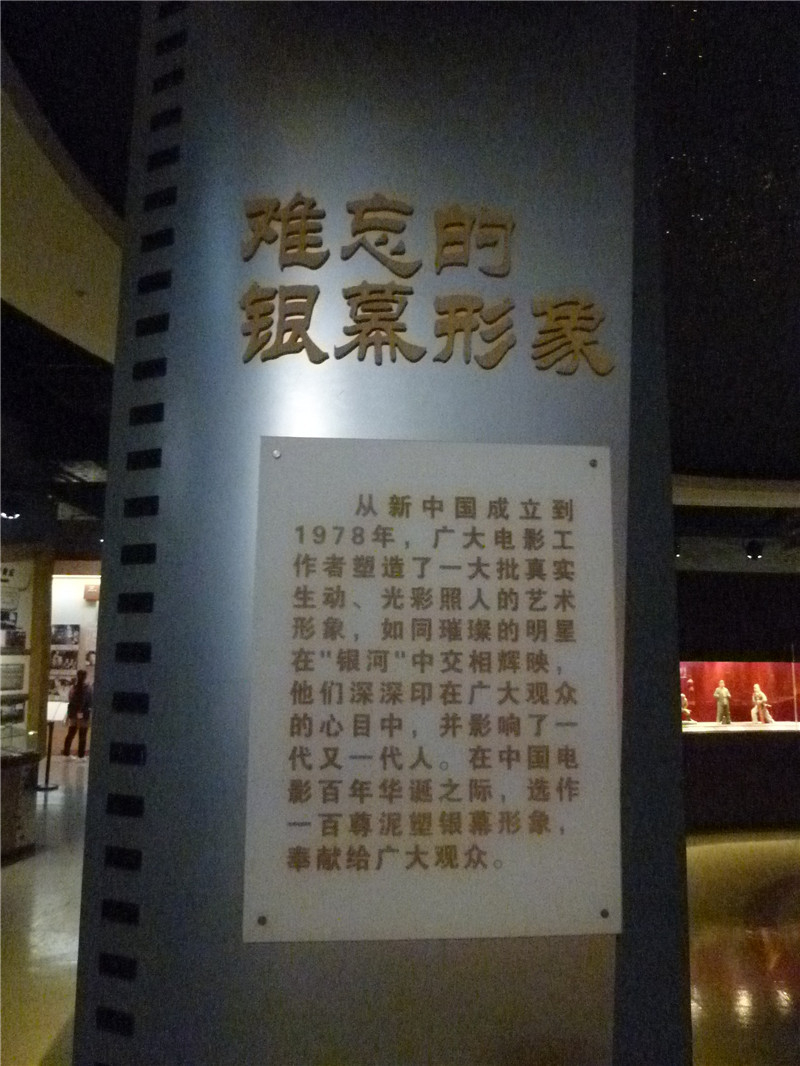 难忘的
银幕形象
从新中国成立到
1978年，广大电影工
作者塑造了一大批真实
生动、光彩照人的艺术
形象，如同璀璨的明星
在"银河"中交相辉映，
他们深深印在广大观众
的心目中，并影响了一
代又一代人。在中国电
影百年华诞之际，选作
一百尊泥塑银幕形象，
奉献给广大观众。